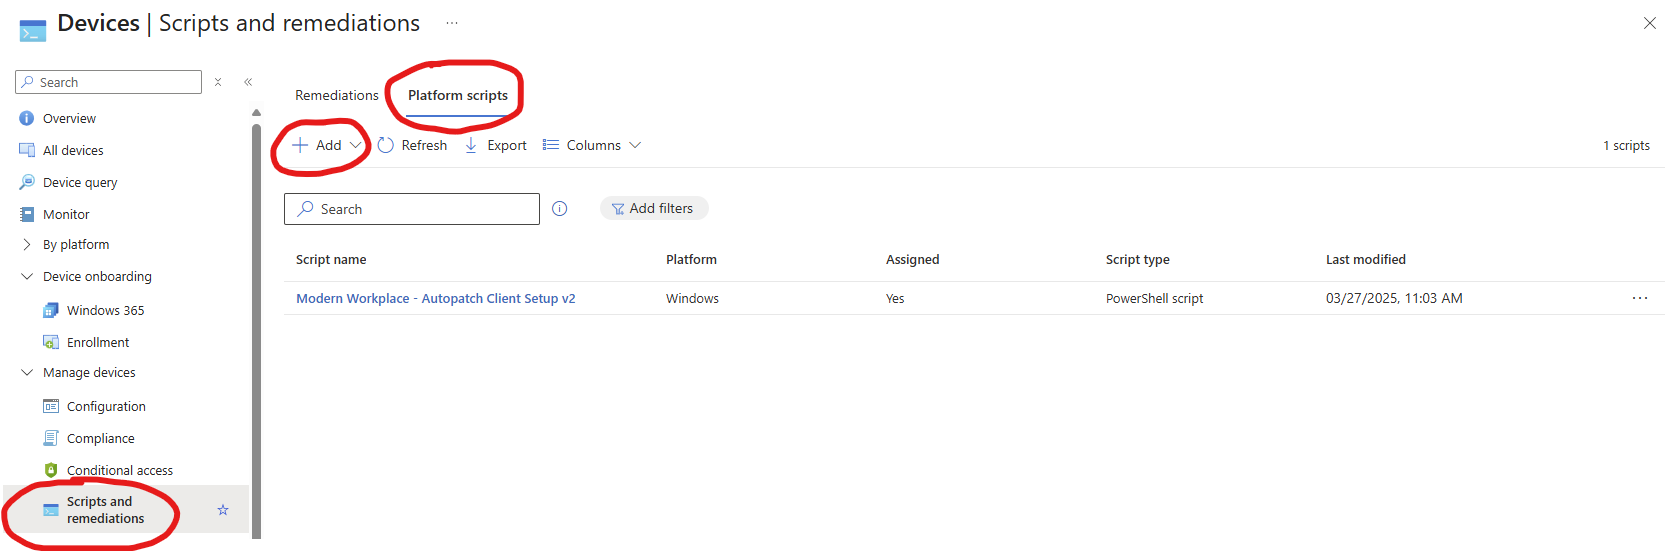 Devices | Scripts and remediations ...
Search
Overview
All devices
Device query
Monitor
By platform
Device onboarding
Windows 365
Enrollment
Manage devices
Configuration
Compliance
Conditional access
Scripts and
remediations
Remediations Platform scripts
Add Refresh Export Columns 1 scripts
Search Add filters
Script name Platform Assigned Script type Last modified
Modern Workplace - Autopatch Client Setup v2 Windows Yes PowerShell script 03/27/2025, 11:03 AM ...